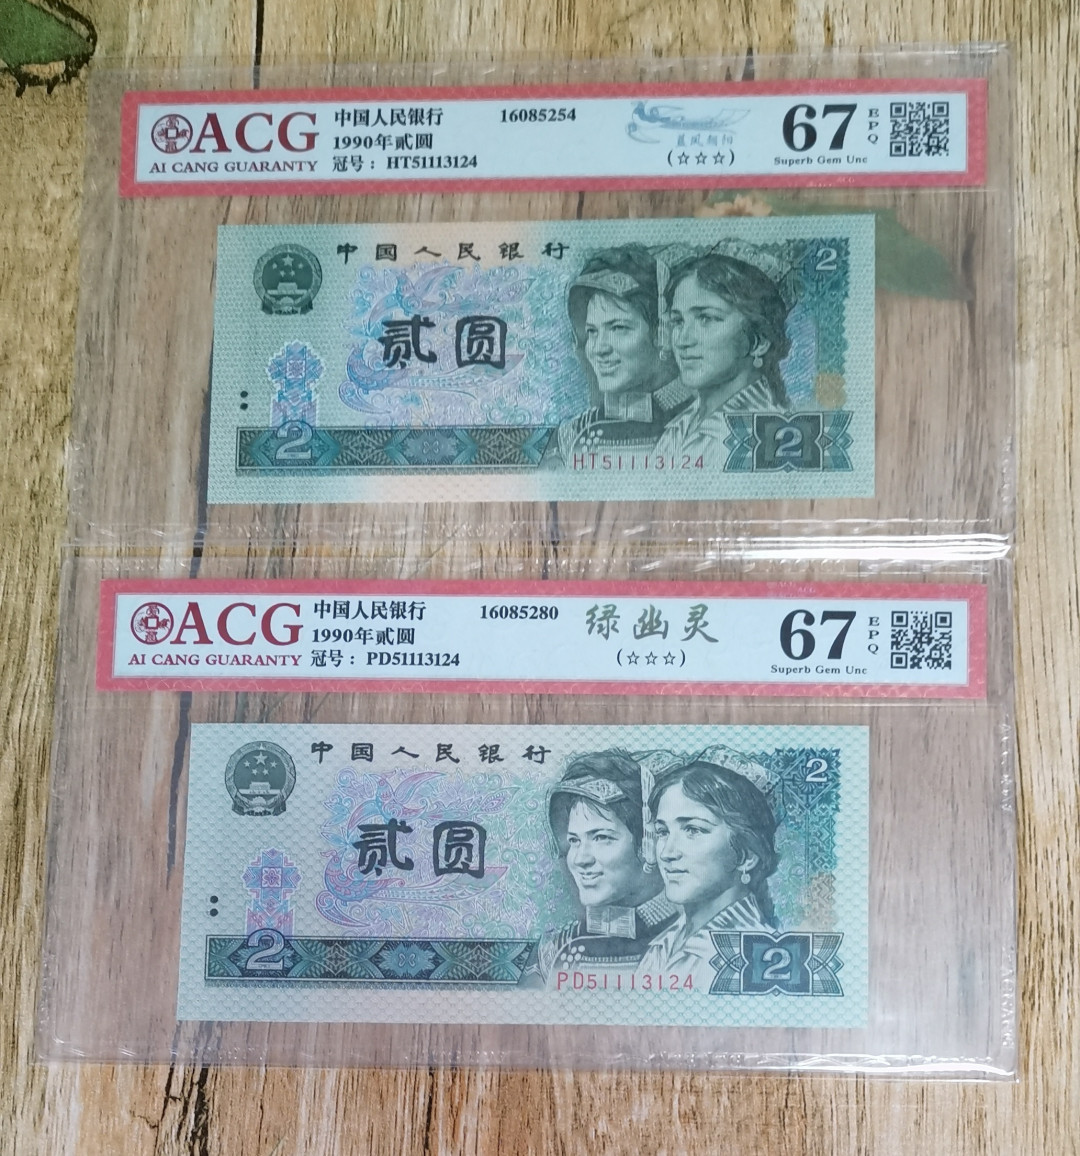 ACG
AI CANG GUARANTY
中国人民银行
1990年贰圆
冠号: HT51113124
16085254
蓝凤朝阳
(☆☆☆)
67
EPQ
Superb Gem Unc
中国人民银行
2
贰圆
2
HT51113124
2
ACG
AI CANG GUARANTY
中国人民银行
1990年贰圆
冠号: PD51113124
16085280
绿幽灵
(☆☆☆)
67
EPQ
Superb Gem Unc
中国人民银行
2
贰圆
2
PD51113124
2